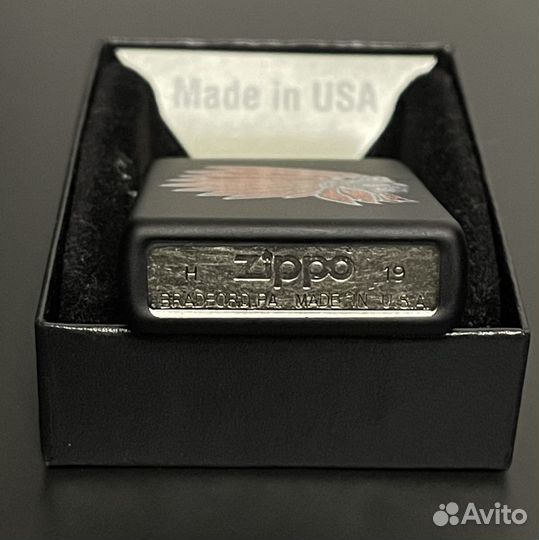 Made in USA
H Zippo 19
BRADFORD, PA. MADE IN U.S.A.
Avito